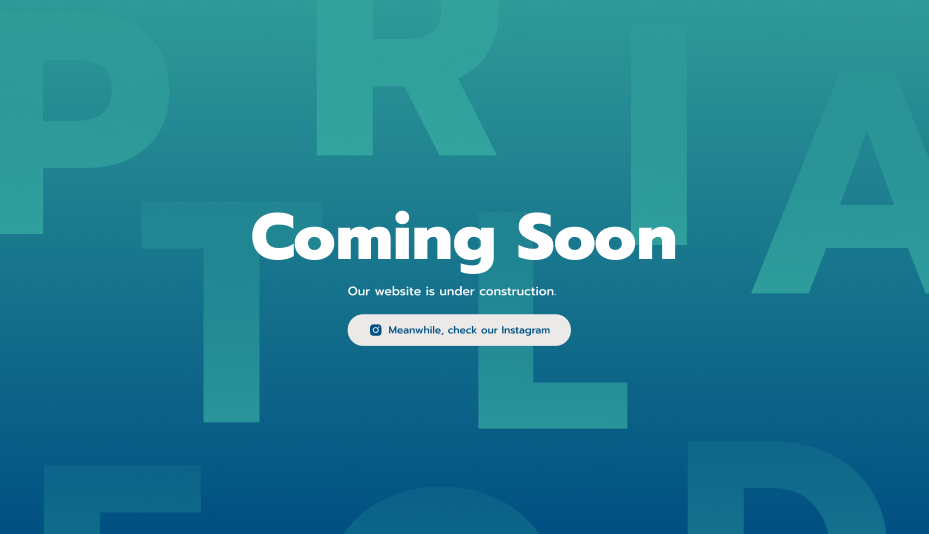 P R I A
T L
Coming Soon
Our website is under construction.
Meanwhile, check our Instagram